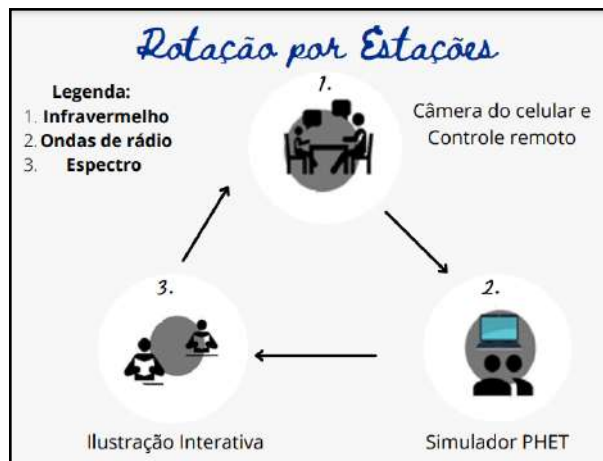 Rotação por Estações
Legenda:
1. Infravermelho
2. Ondas de rádio
3. Espectro
1.
Câmera do celular e
Controle remoto
3.
2.
Ilustração Interativa
Simulador PHET